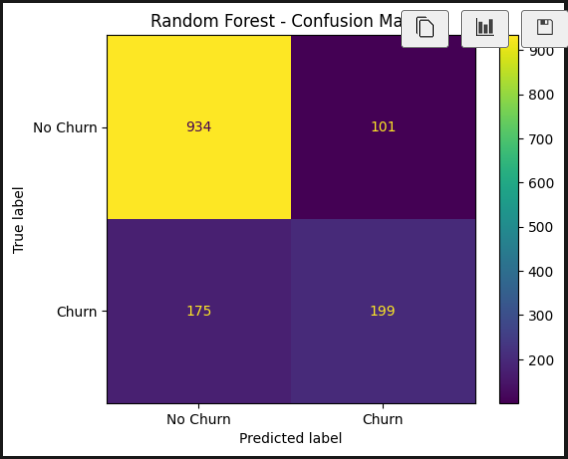 Random Forest - Confusion Ma
No Churn
934
101
Churn
175
199
No Churn
Churn
Predicted label
True label
900
800
700
600
500
400
300
200